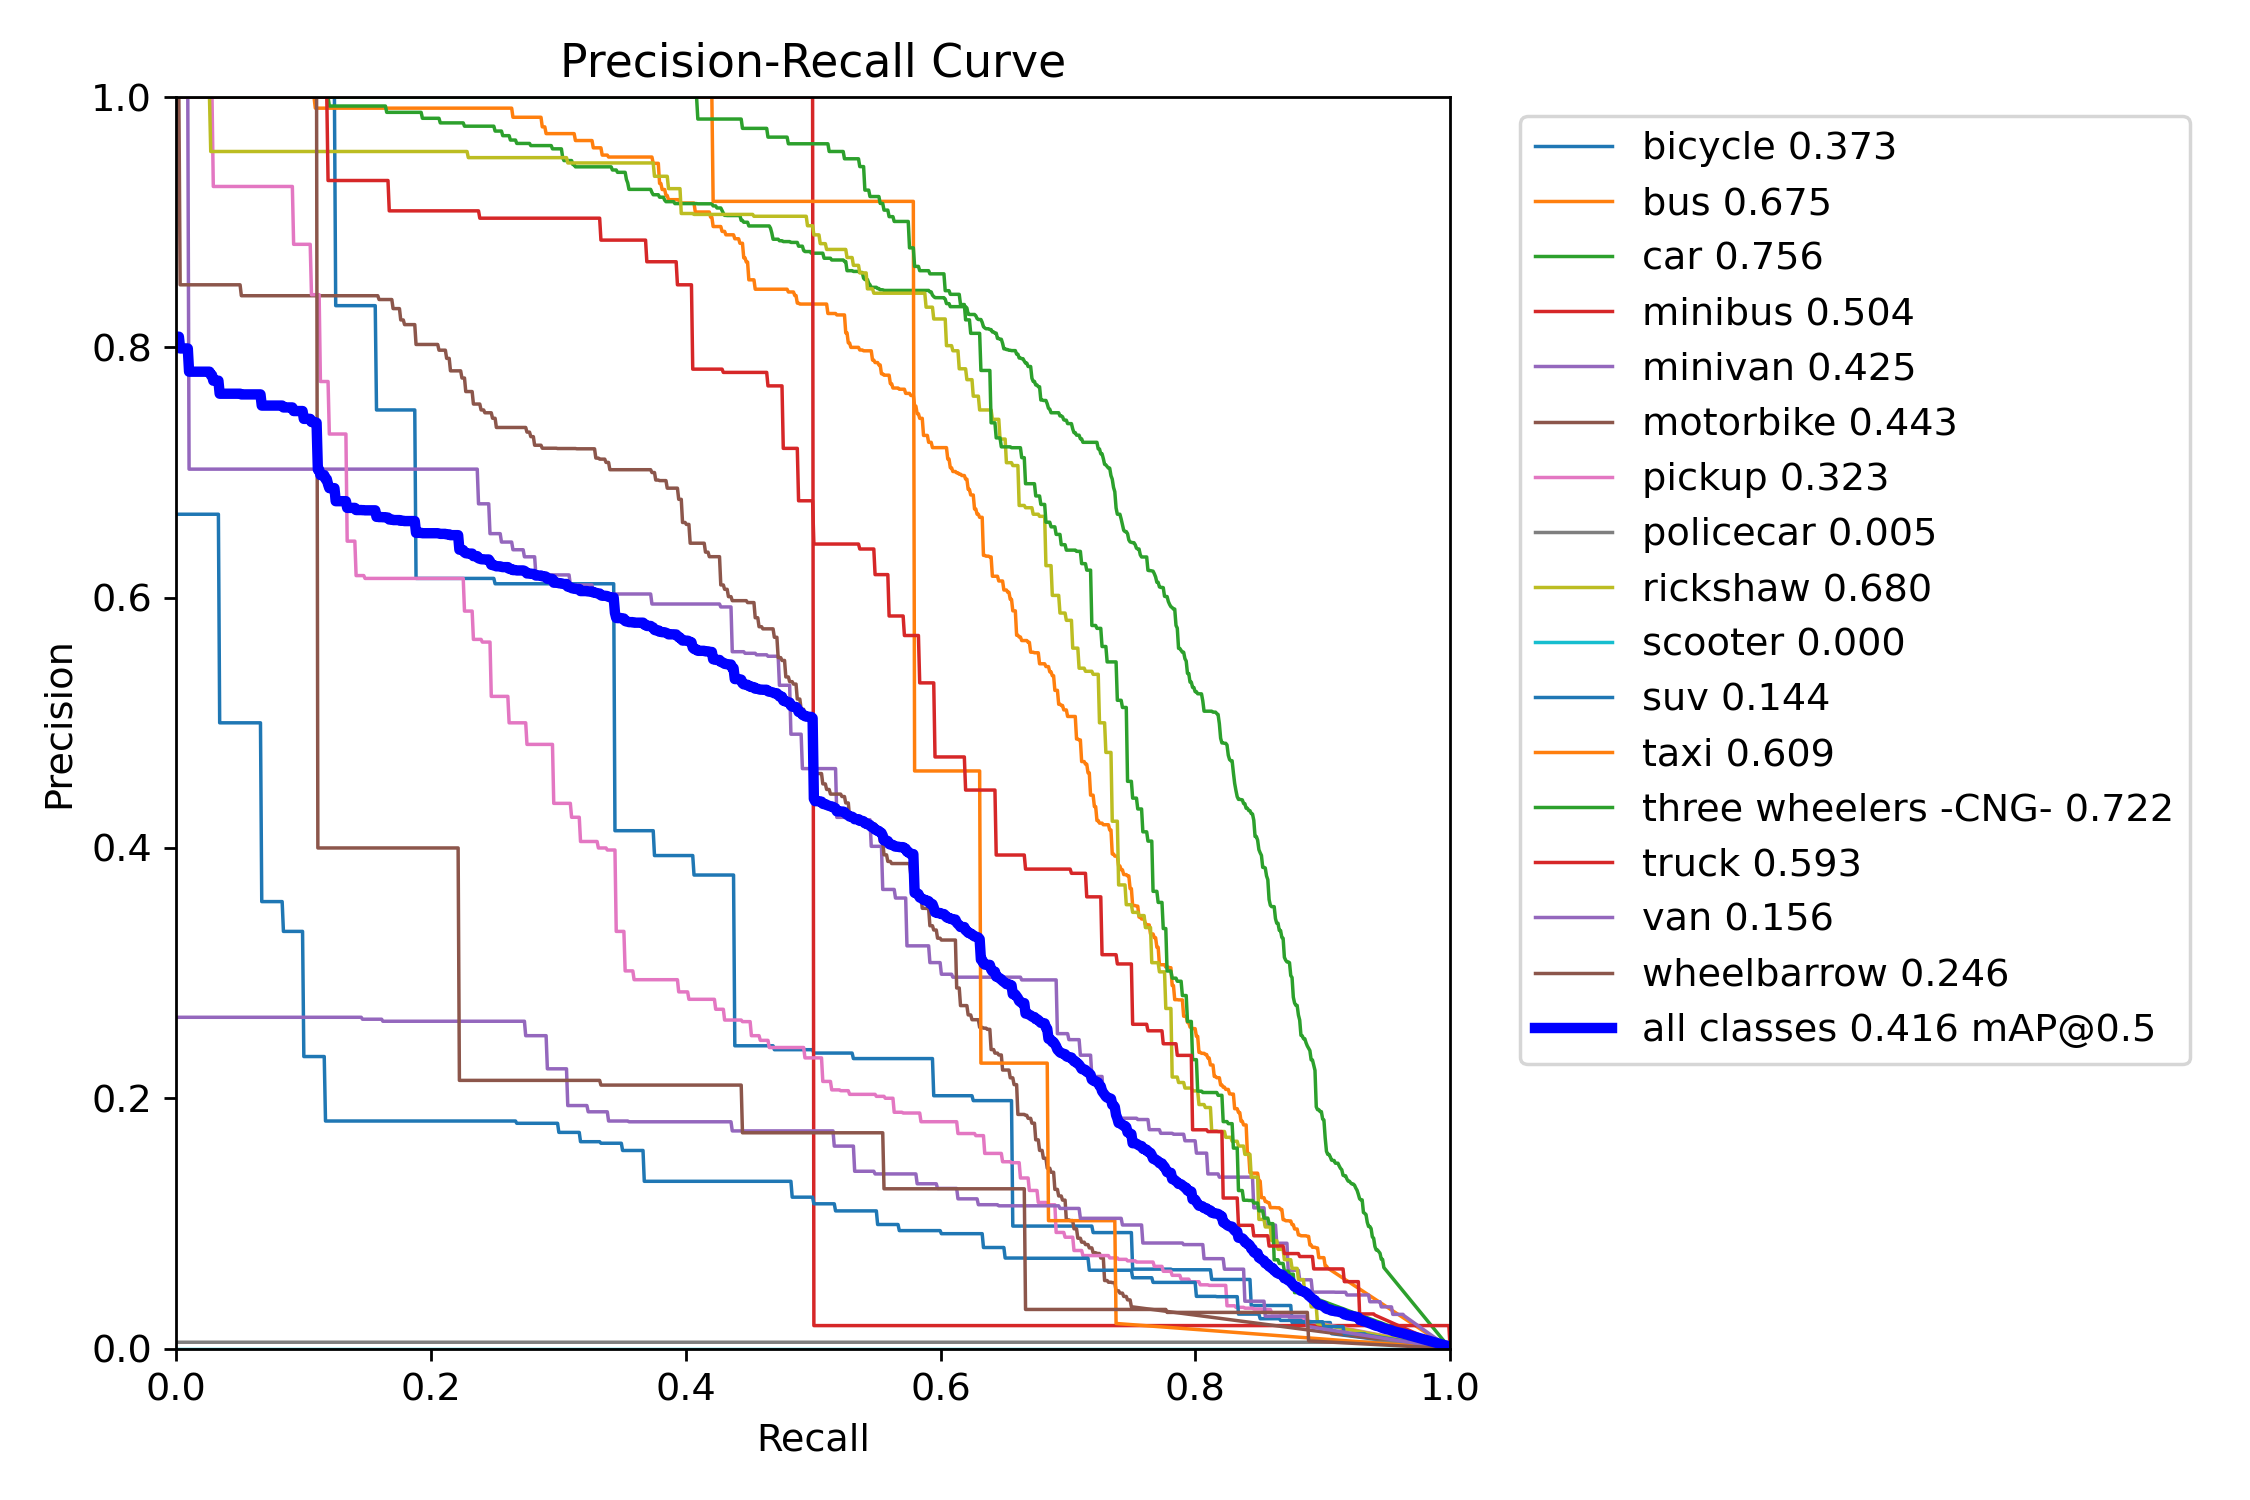 Precision-Recall Curve
1.0
0.8
0.6
0.4
0.2
0.0
Precision
0.0 0.2 0.4 0.6 0.8 1.0
Recall
bicycle 0.373
bus 0.675
car 0.756
minibus 0.504
minivan 0.425
motorbike 0.443
pickup 0.323
policecar 0.005
rickshaw 0.680
scooter 0.000
suv 0.144
taxi 0.609
three wheelers -CNG- 0.722
truck 0.593
van 0.156
wheelbarrow 0.246
all classes 0.416 mAP@0.5